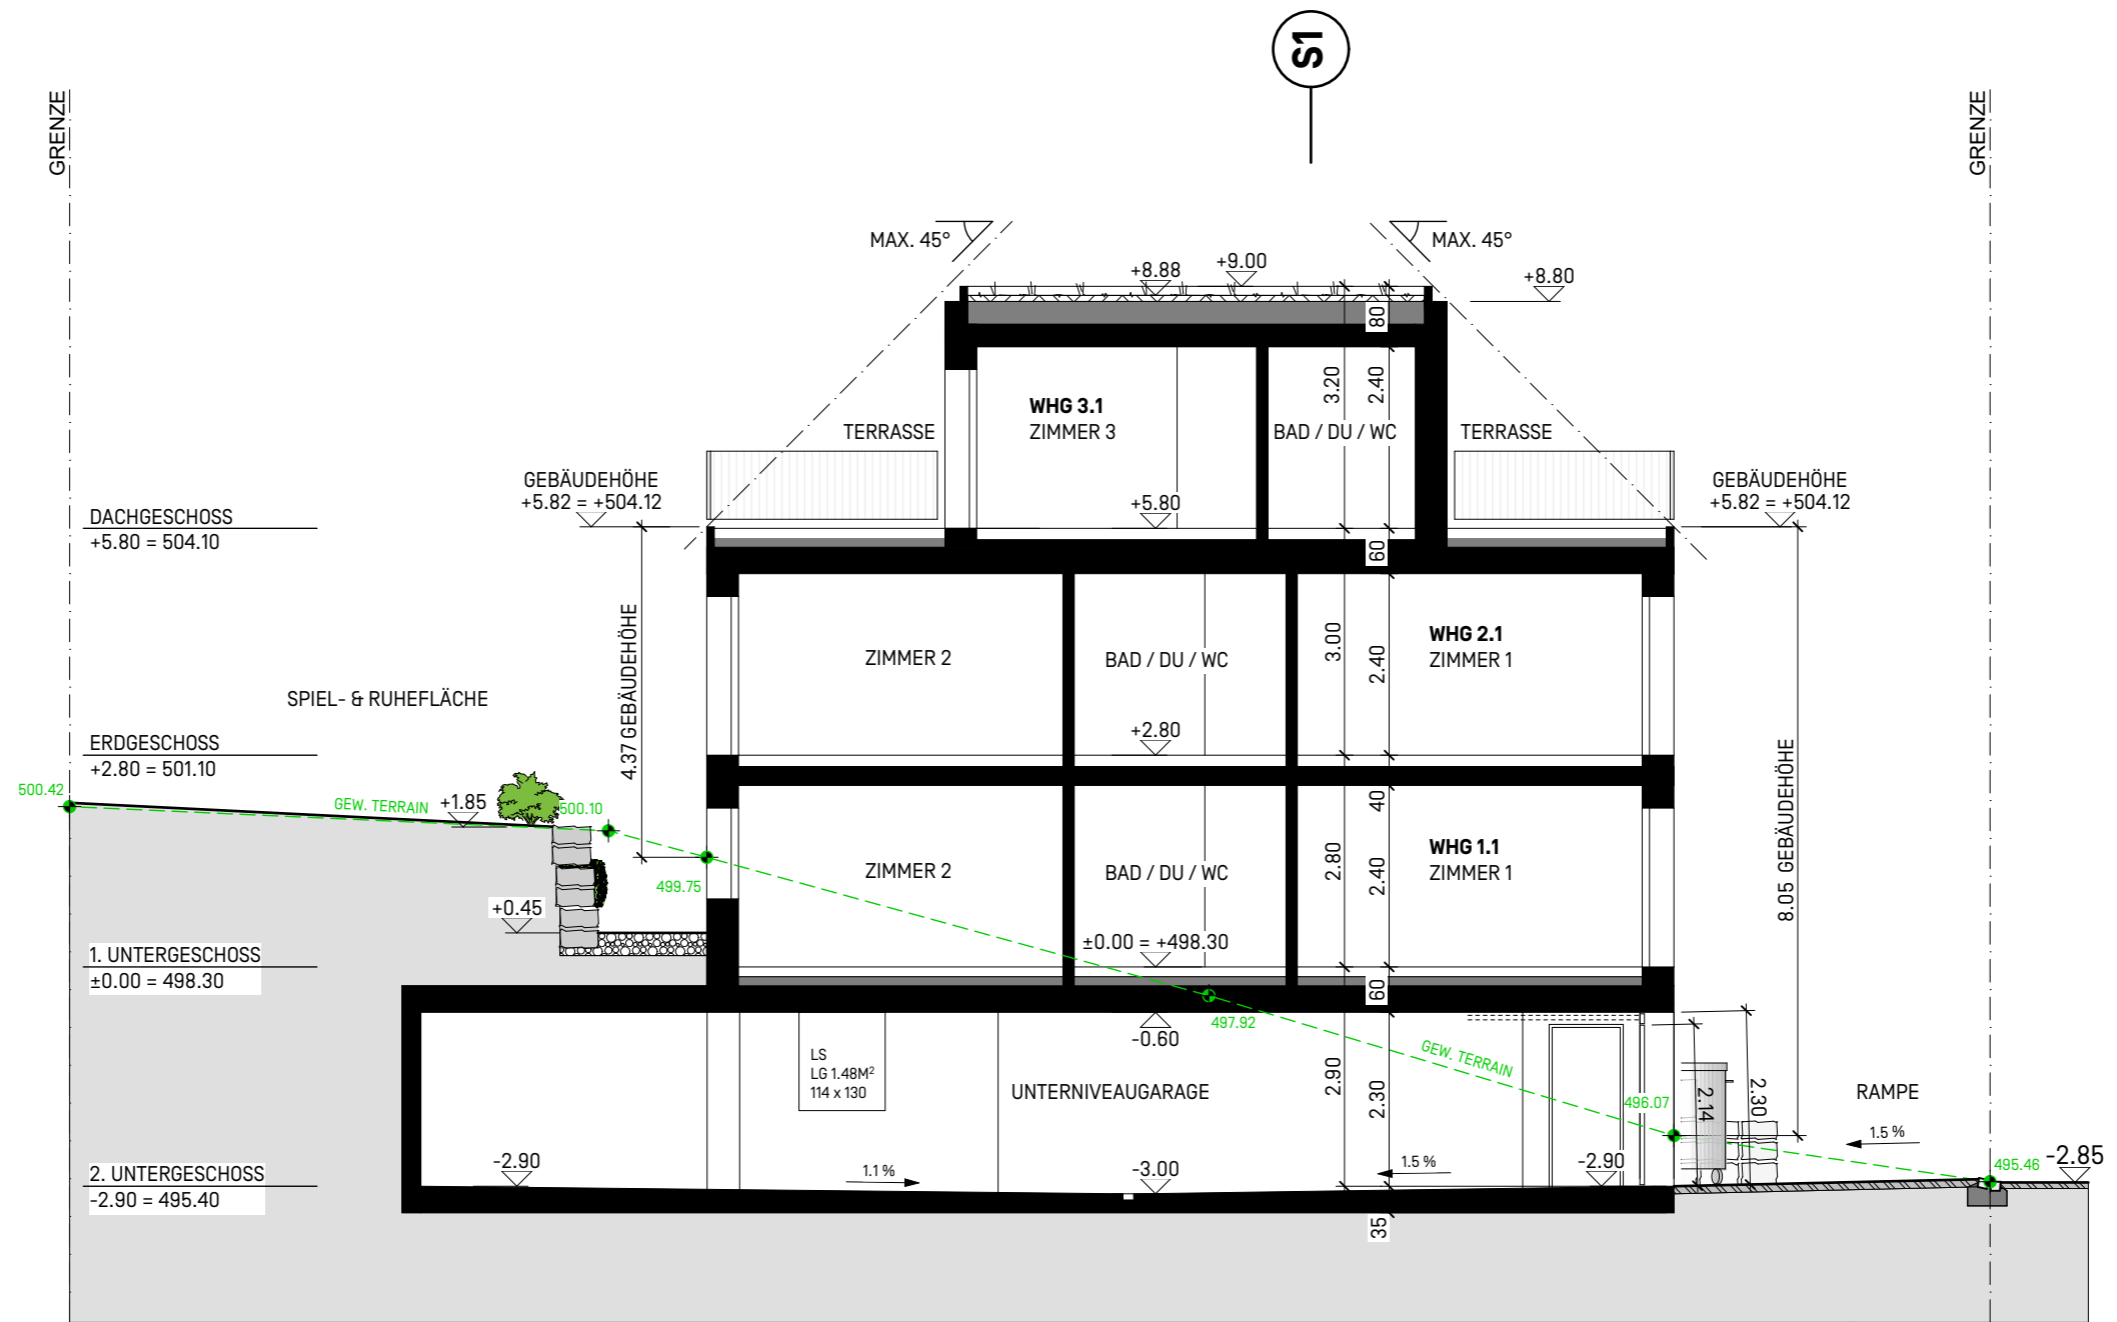 S1
GRENZE
GRENZE
MAX. 45°
MAX. 45°
+8.88
+9.00
+8.80
80
3.20
2.40
WHG 3.1
ZIMMER 3
TERRASSE
BAD / DU / WC
TERRASSE
GEBÄUDEHÖHE
+5.82 = +504.12
GEBÄUDEHÖHE
+5.82 = +504.12
+5.80
DACHGESCHOSS
+5.80 = 504.10
60
4.37 GEBÄUDEHÖHE
3.00
2.40
WHG 2.1
ZIMMER 1
ZIMMER 2
BAD / DU / WC
SPIEL- & RUHEFLÄCHE
+2.80
ERDGESCHOSS
+2.80 = 501.10
8.05 GEBÄUDEHÖHE
500.42
GEW. TERRAIN
+1.85
500.10
40
2.80
2.40
WHG 1.1
ZIMMER 1
ZIMMER 2
BAD / DU / WC
499.75
+0.45
±0.00 = +498.30
1. UNTERGESCHOSS
±0.00 = 498.30
60
497.92
-0.60
LS
LG 1.48M²
114 x 130
UNTERNIVEAUGARAGE
2.90
2.30
GEW. TERRAIN
496.07
2.14
2.30
RAMPE
1.5 %
-2.90
1.1 %
-3.00
1.5 %
-2.90
495.46
-2.85
2. UNTERGESCHOSS
-2.90 = 495.40
35